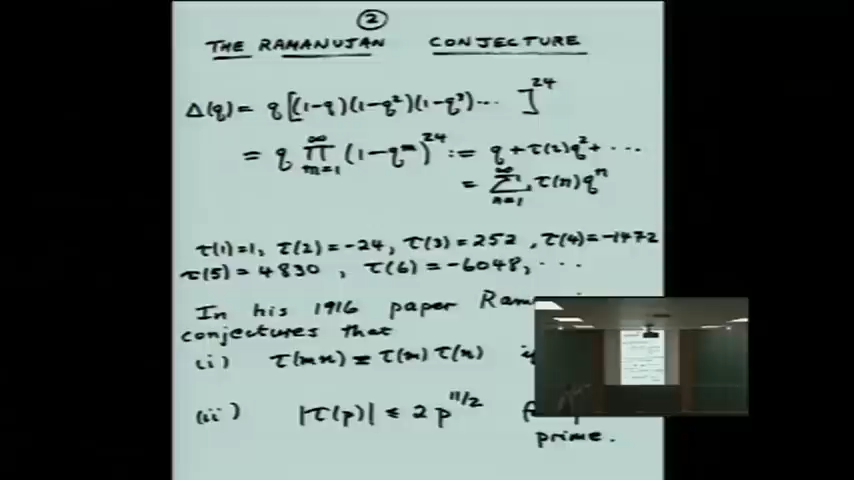 ②
THE RAMANUJAN CONJECTURE
Δ(q) = q[(1-q)(1-q²)(1-q³)··· ]²⁴
= q ∏_{m=1}^{∞} (1-q^m)²⁴ := q + τ(2)q² + ···
= Σ_{n=1}^{∞} τ(n)qⁿ
τ(1)=1, τ(2) = -24, τ(3) = 252, τ(4) = -1472
τ(5) = 4830, τ(6) = -6048, ···
In his 1916 paper
conjectures that
(i) τ(mn) = τ(m) τ(n)
(ii) |τ(p)| ≤ 2 p^{11/2}
prime.